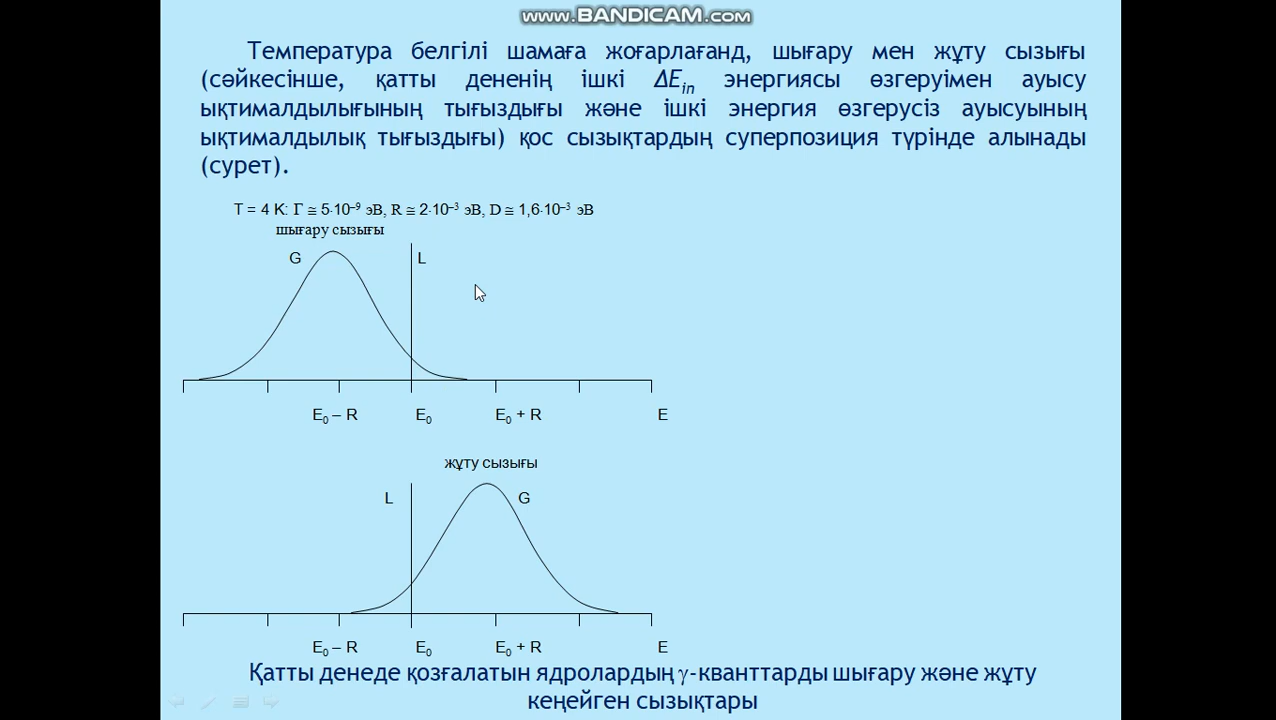 www.BANDICAM.com
Температура белгілі шамаға жоғарлағанд, шығару мен жұту сызығы
(сәйкесінше, қатты дененің ішкі ΔEin энергиясы өзгеруімен ауысу
ықтималдылығының тығыздығы және ішкі энергия өзгерусіз ауысуының
ықтималдылық тығыздығы) қос сызықтардың суперпозиция түрінде алынады
(сурет).
T = 4 K: Γ ≅ 5·10⁻⁹ эВ, R ≅ 2·10⁻³ эВ, D ≅ 1,6·10⁻³ эВ
шығару сызығы
G L
E₀ – R E₀ E₀ + R E
жұту сызығы
L G
E₀ – R E₀ E₀ + R E
Қатты денеде қозғалатын ядролардың γ-кванттарды шығару және жұту
кеңейген сызықтары